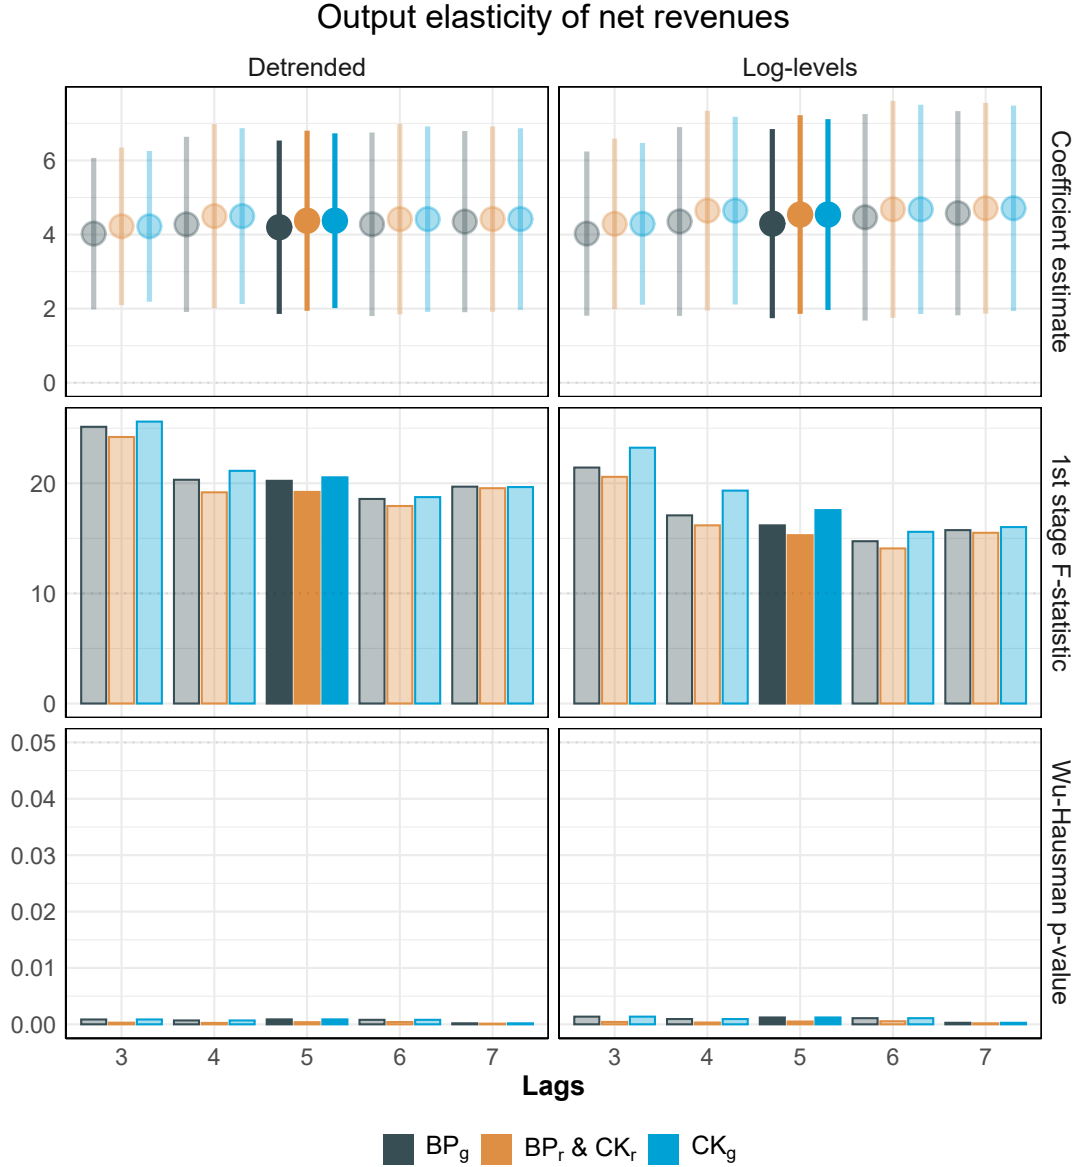 Output elasticity of net revenues
Detrended
Log-levels
6
4
2
0
Coefficient estimate
20
10
0
1st stage F-statistic
0.05
0.04
0.03
0.02
0.01
0.00
Wu-Hausman p-value
3 4 5 6 7
3 4 5 6 7
Lags
BPg BPr & CKr CKg